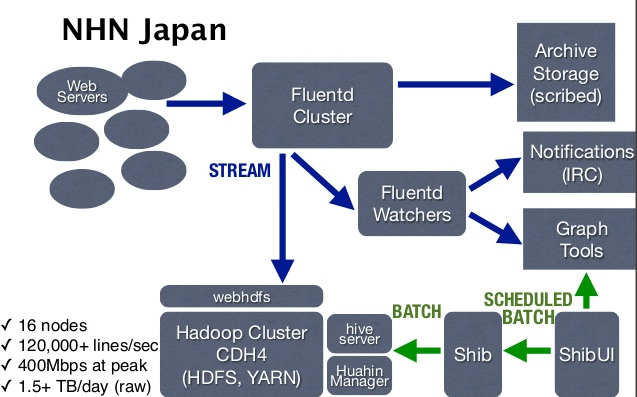 NHN Japan
Web
Servers
Fluentd
Cluster
Archive
Storage
(scribed)
STREAM
Fluentd
Watchers
Notifications
(IRC)
Graph
Tools
webhdfs
Hadoop Cluster
CDH4
(HDFS, YARN)
hive
server
Huahin
Manager
BATCH
Shib
SCHEDULED
BATCH
ShibUI
✓ 16 nodes
✓ 120,000+ lines/sec
✓ 400Mbps at peak
✓ 1.5+ TB/day (raw)